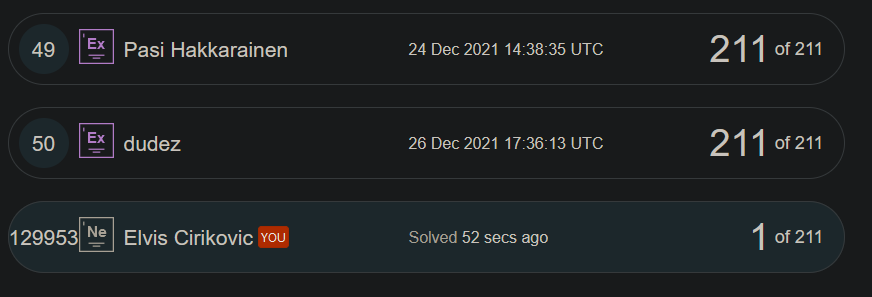 49 Ex Pasi Hakkarainen 24 Dec 2021 14:38:35 UTC 211 of 211
50 Ex dudez 26 Dec 2021 17:36:13 UTC 211 of 211
129953 Ne Elvis Cirikovic YOU Solved 52 secs ago 1 of 211